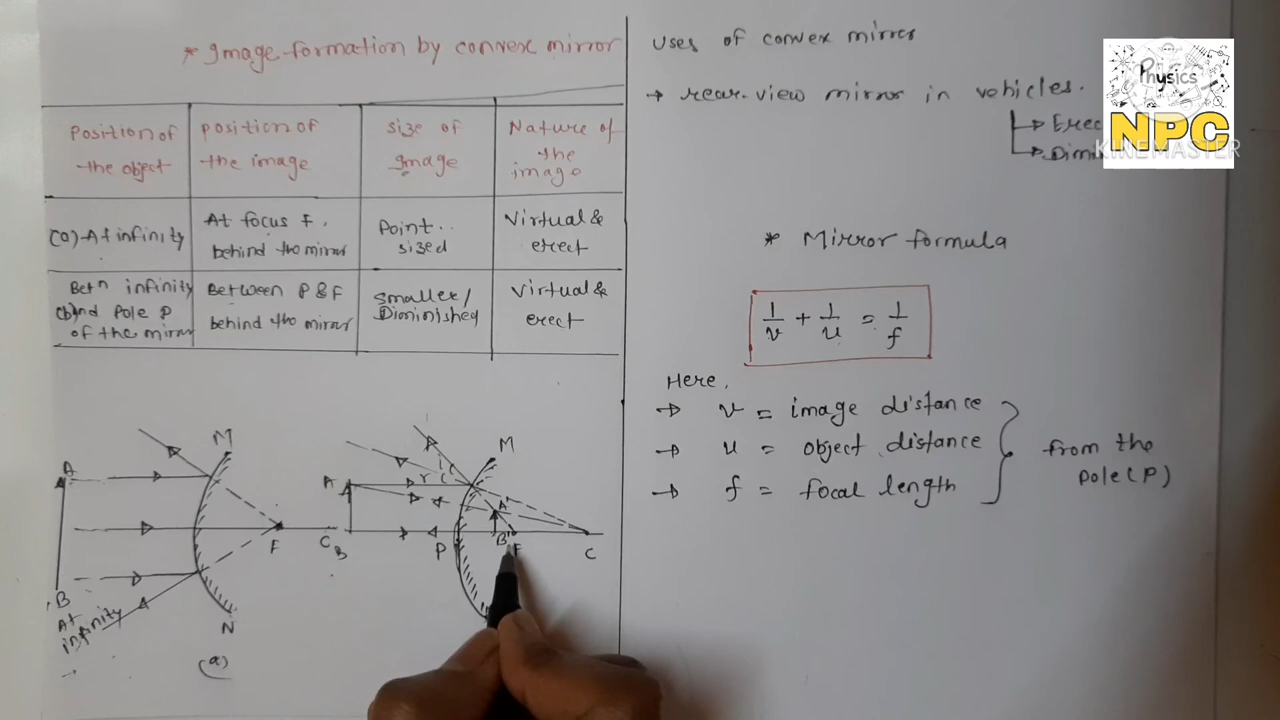 * Image formation by convex mirror
Position of the object
Position of the image
Size of Image
Nature of the image
(a) At infinity
At focus F, behind the mirror
Point sized
Virtual & erect
Betn infinity
(b) and Pole P
of the mirror
Between P & F
behind the mirror
Smaller/
Diminished
Virtual &
erect
A
B
At
infinity
M
N
F
C
(a)
A
B
P
M
r
i
A'
B'
F
C
Uses of convex mirror
→ rear-view mirror in vehicles.
→ Erec
→ Dimi
Physics
NPC
KINEMASTER
* Mirror formula
1/v + 1/u = 1/f
Here,
→ v = image distance
→ u = object distance
→ f = focal length
from the
pole (P)